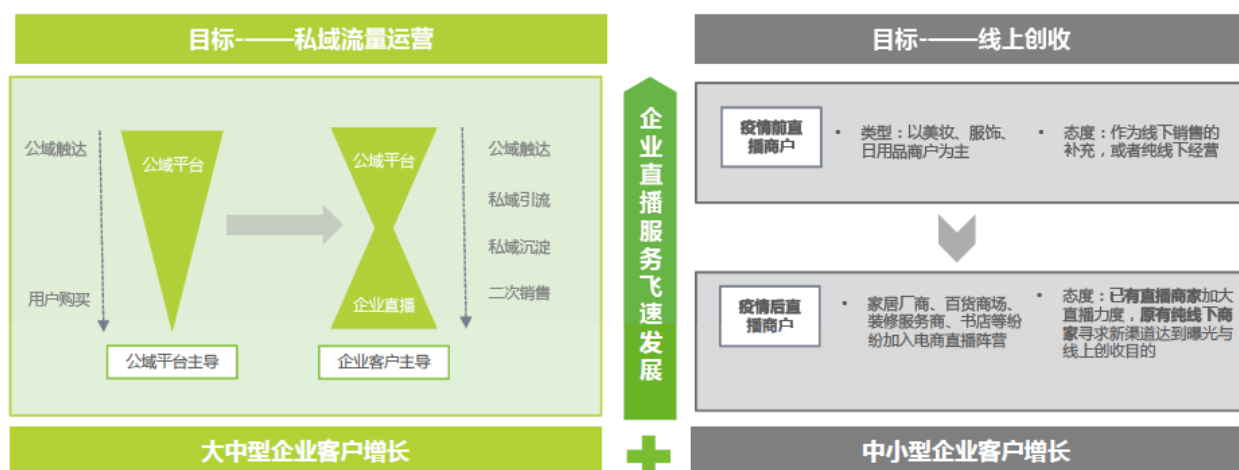 目标-——私域流量运营
公域触达
用户购买
公域平台
公域平台主导
公域平台
企业直播
企业客户主导
公域触达
私域引流
私域沉淀
二次销售
大中型企业客户增长
企业直播服务飞速发展
目标-——线上创收
疫情前直
播商户
• 类型：以美妆、服饰、
日用品商户为主
• 态度：作为线下销售的
补充，或者纯线下经营
疫情后直
播商户
• 家居厂商、百货商场、
装修服务商、书店等纷
纷加入电商直播阵营
• 态度：已有直播商家加大
直播力度，原有纯线下商
家寻求新渠道达到曝光与
线上创收目的
中小型企业客户增长